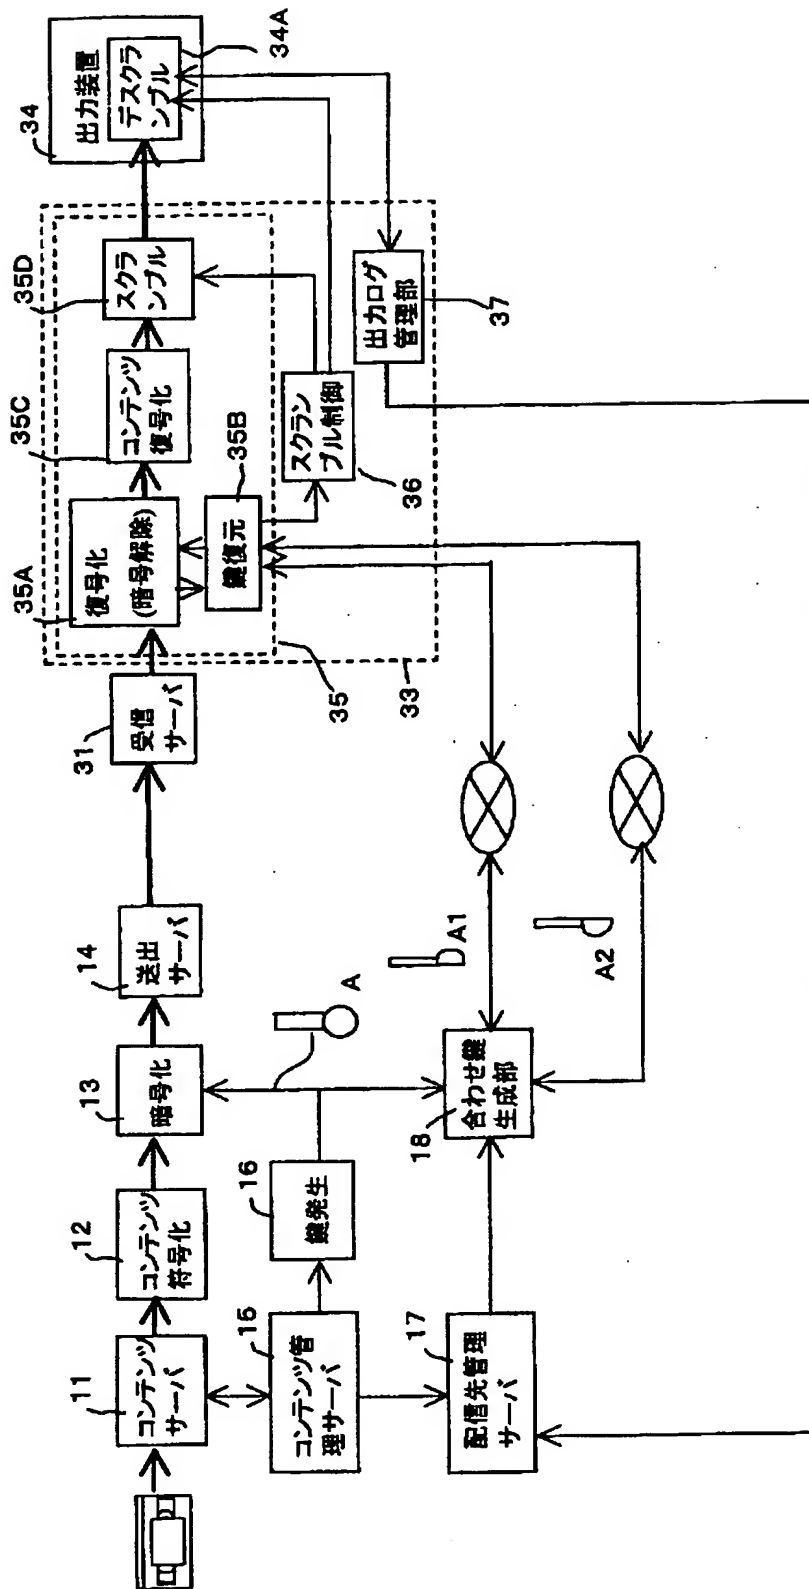 11
コンテンツ
サーバ
12
コンテンツ
符号化
13
暗号化
14
送出
サーバ
31
受信
サーバ
35A
復号化
(暗号解除)
35B
鍵復元
35C
コンテンツ
復号化
35D
スクラ
ンブル
34
出力装置
デスクラ
ンブル
34A
15
コンテンツ管
理サーバ
16
鍵発生
A
17
配信先管理
サーバ
18
合わせ鍵
生成部
A1
A2
35
33
スクラン
ブル制御
36
出力ログ
管理部
37